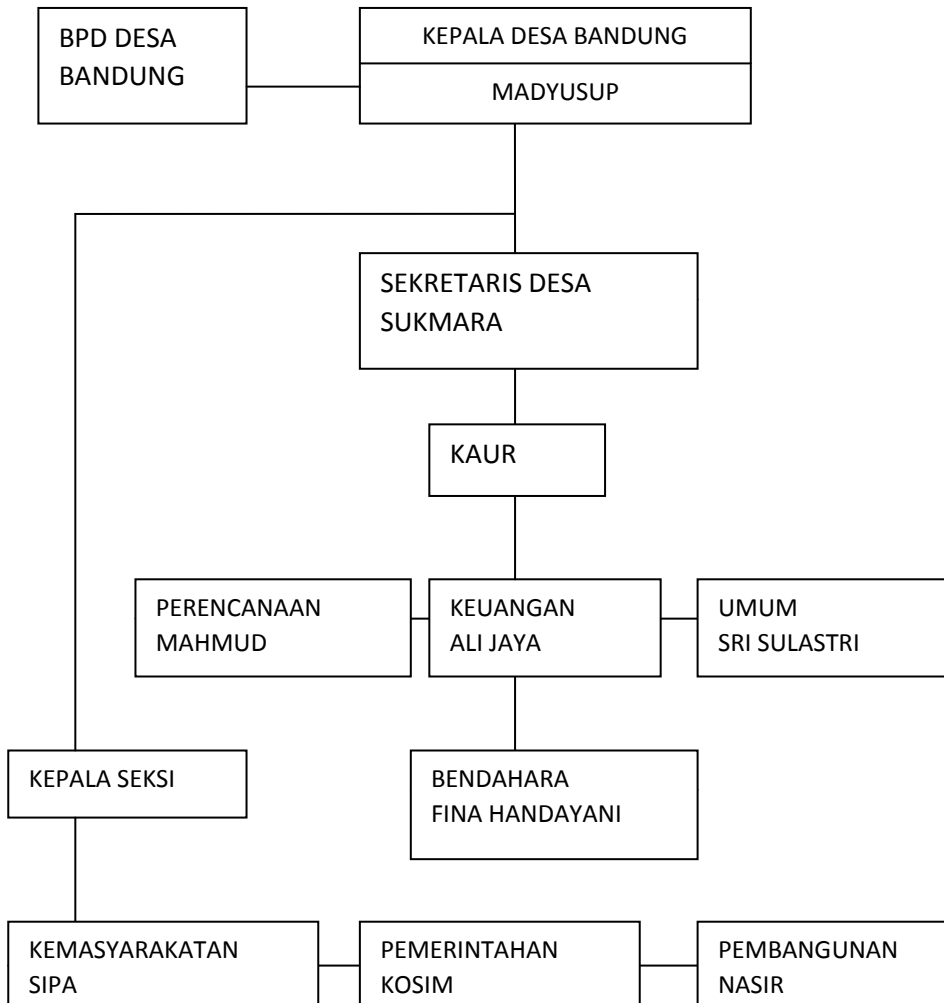 BPD DESA
BANDUNG
KEPALA DESA BANDUNG
MADYUSUP
SEKRETARIS DESA
SUKMARA
KAUR
PERENCANAAN
MAHMUD
KEUANGAN
ALI JAYA
UMUM
SRI SULASTRI
KEPALA SEKSI
BENDAHARA
FINA HANDAYANI
KEMASYARAKATAN
SIPA
PEMERINTAHAN
KOSIM
PEMBANGUNAN
NASIR